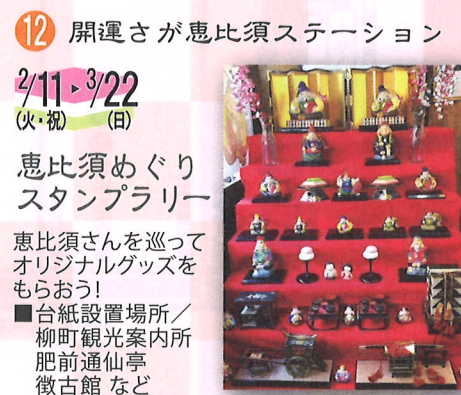 12 開運さが恵比須ステーション
2/11 ▸ 3/22
(火・祝) (日)
恵比須めぐり
スタンプラリー
恵比須さんを巡って
オリジナルグッズを
もらおう!
■台紙設置場所/
柳町観光案内所
肥前通仙亭
徴古館 など